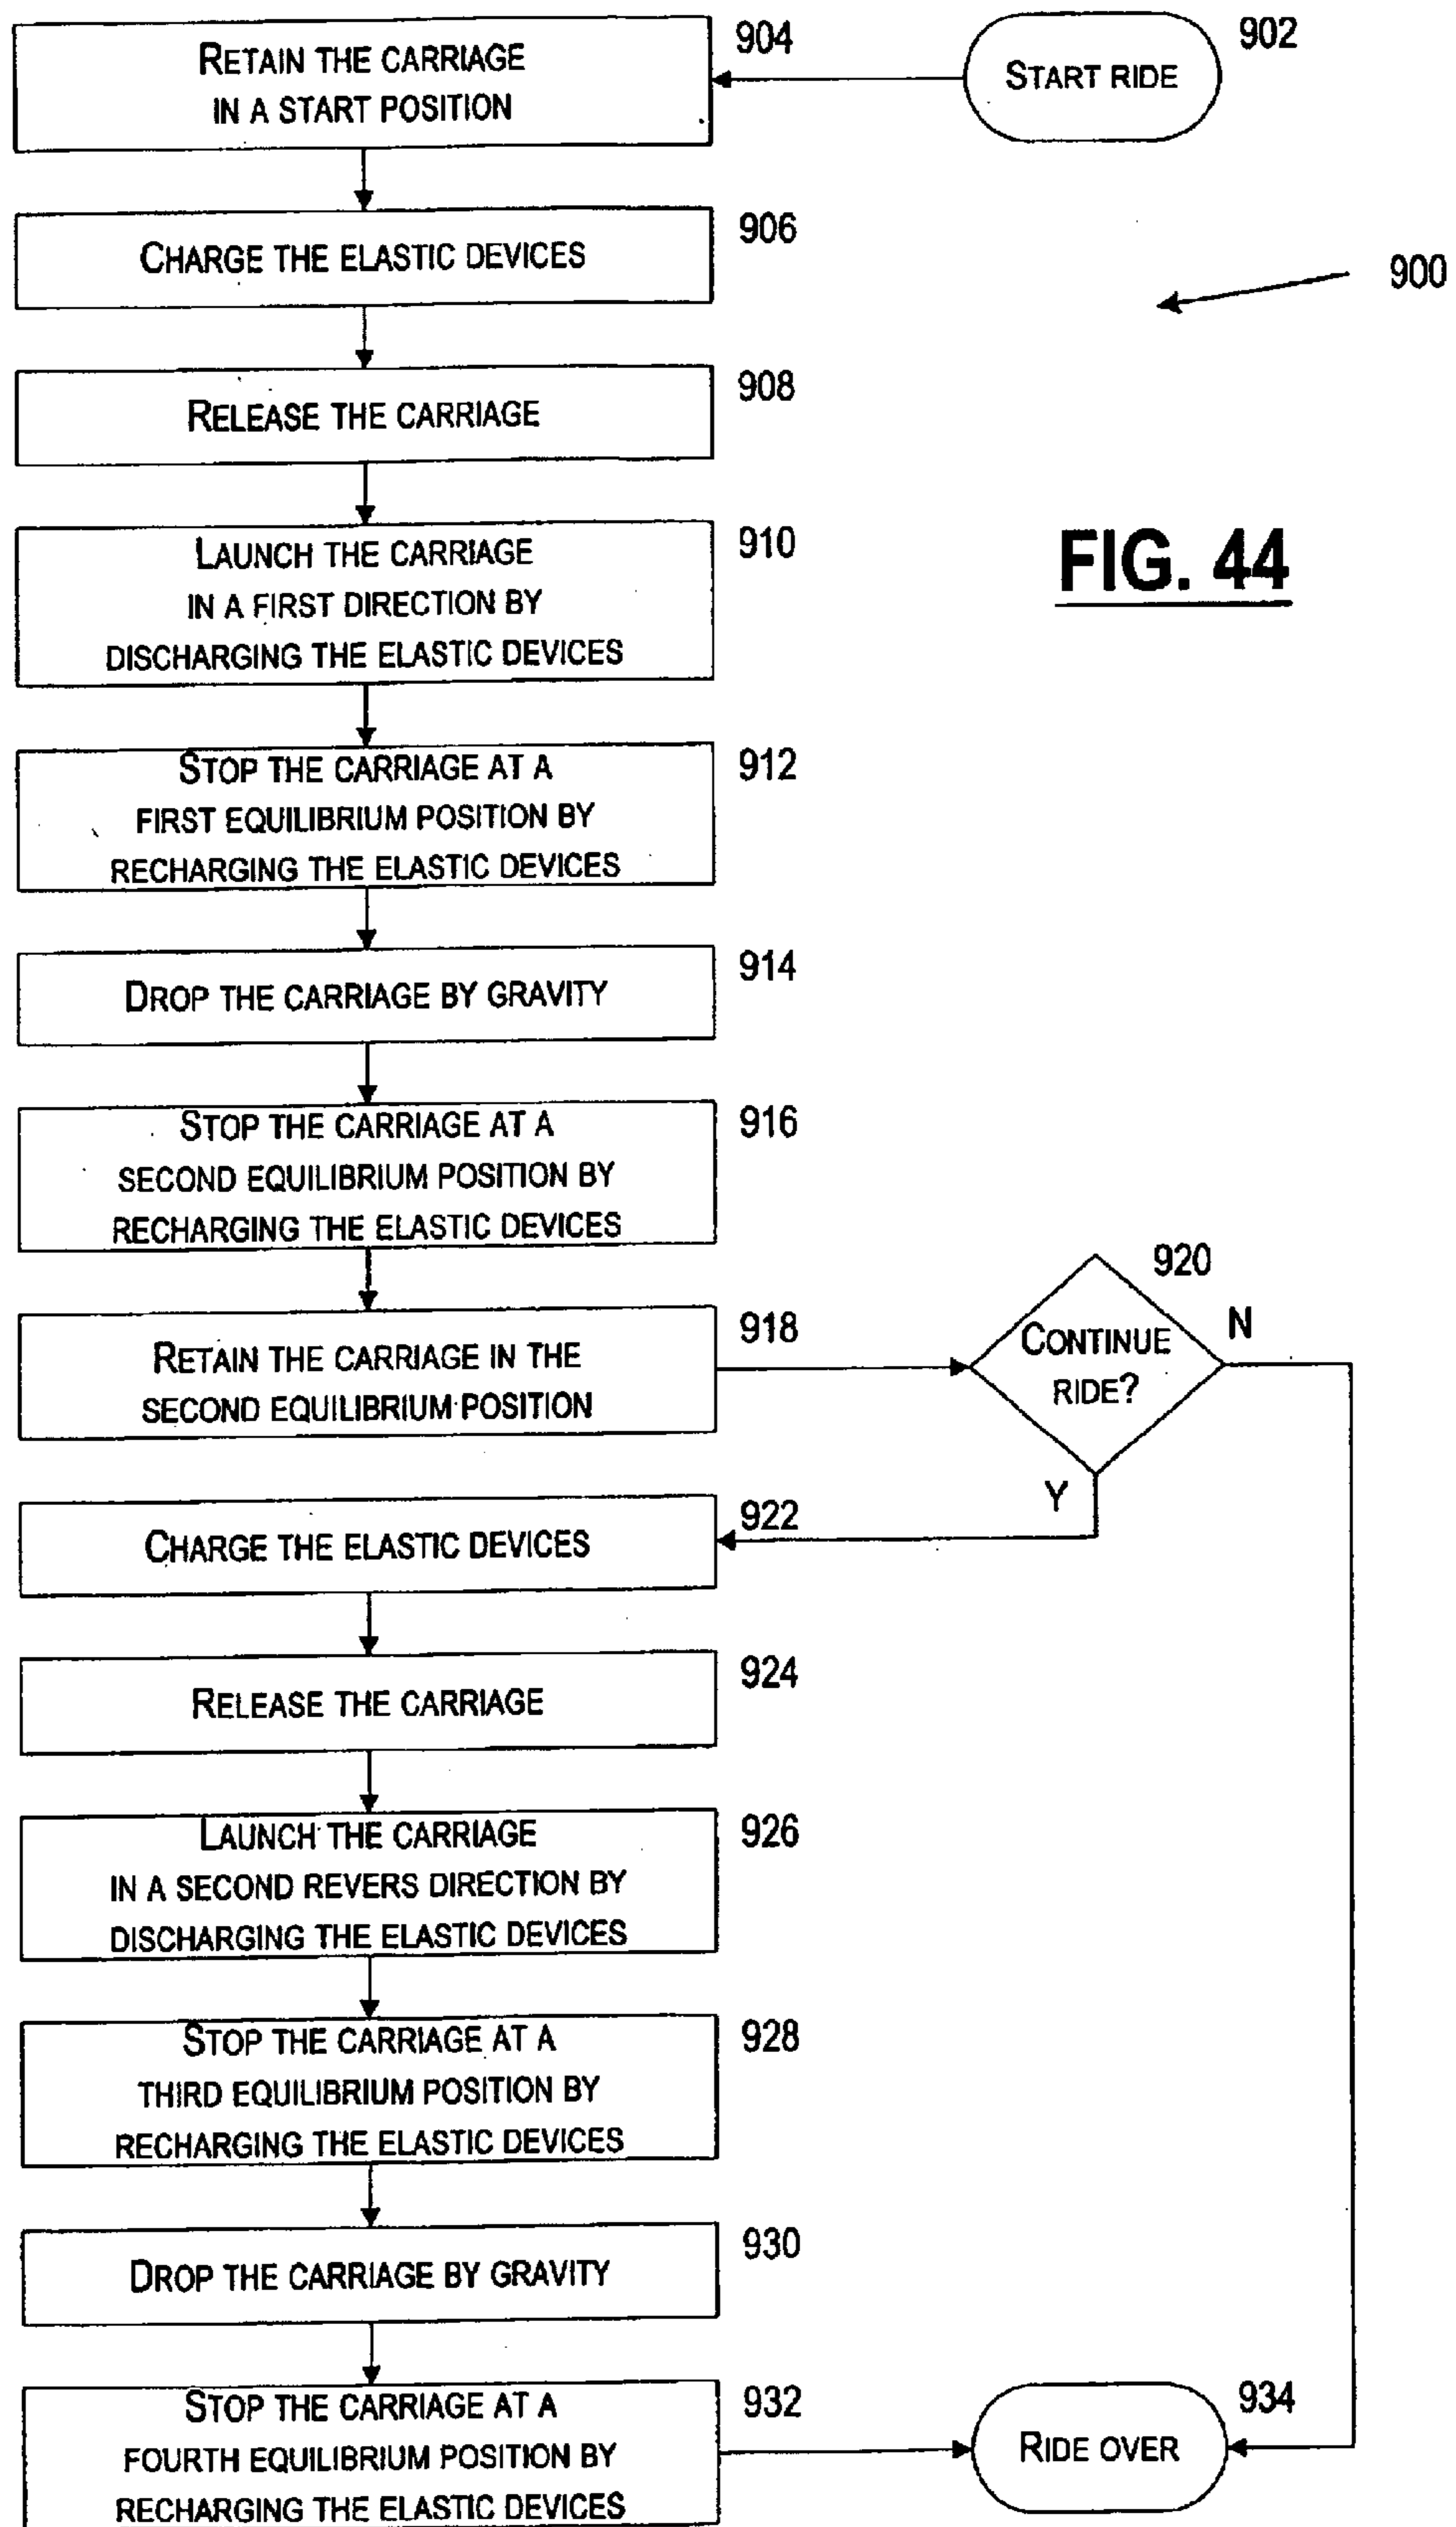 START RIDE
902
904
RETAIN THE CARRIAGE
IN A START POSITION
906
CHARGE THE ELASTIC DEVICES
900
908
RELEASE THE CARRIAGE
FIG. 44
910
LAUNCH THE CARRIAGE
IN A FIRST DIRECTION BY
DISCHARGING THE ELASTIC DEVICES
912
STOP THE CARRIAGE AT A
FIRST EQUILIBRIUM POSITION BY
RECHARGING THE ELASTIC DEVICES
914
DROP THE CARRIAGE BY GRAVITY
916
STOP THE CARRIAGE AT A
SECOND EQUILIBRIUM POSITION BY
RECHARGING THE ELASTIC DEVICES
918
RETAIN THE CARRIAGE IN THE
SECOND EQUILIBRIUM POSITION
920
CONTINUE
RIDE?
N
Y
922
CHARGE THE ELASTIC DEVICES
924
RELEASE THE CARRIAGE
926
LAUNCH THE CARRIAGE
IN A SECOND REVERS DIRECTION BY
DISCHARGING THE ELASTIC DEVICES
928
STOP THE CARRIAGE AT A
THIRD EQUILIBRIUM POSITION BY
RECHARGING THE ELASTIC DEVICES
930
DROP THE CARRIAGE BY GRAVITY
932
STOP THE CARRIAGE AT A
FOURTH EQUILIBRIUM POSITION BY
RECHARGING THE ELASTIC DEVICES
934
RIDE OVER